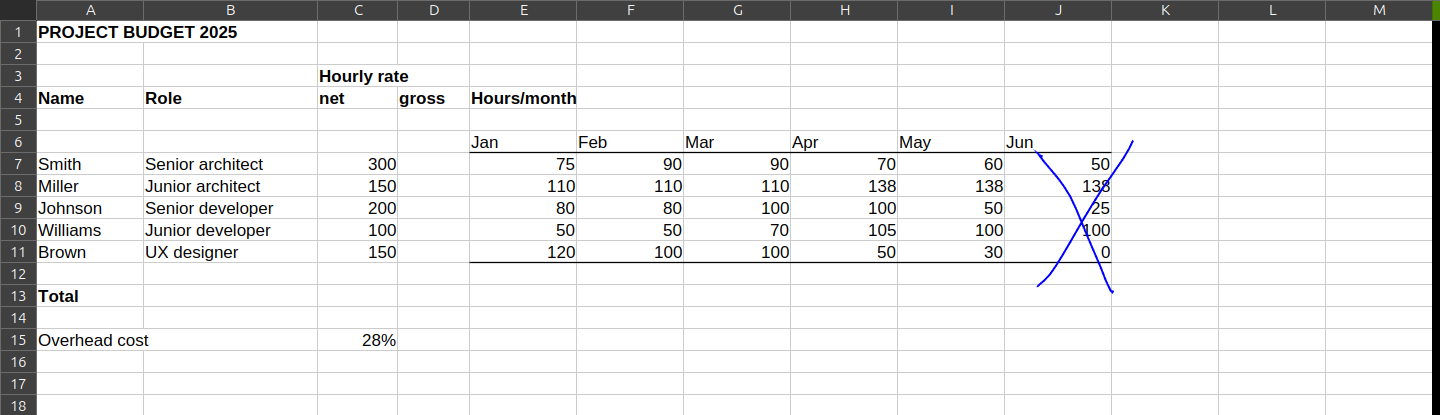 A B C D E F G H I J K L M
1 PROJECT BUDGET 2025
2
3 Hourly rate
4 Name Role net gross Hours/month
5
6 Jan Feb Mar Apr May Jun
7 Smith Senior architect 300 75 90 90 70 60 50
8 Miller Junior architect 150 110 110 110 138 138 138
9 Johnson Senior developer 200 80 80 100 100 50 25
10 Williams Junior developer 100 50 50 70 105 100 100
11 Brown UX designer 150 120 100 100 50 30 0
12
13 Total
14
15 Overhead cost 28%
16
17
18